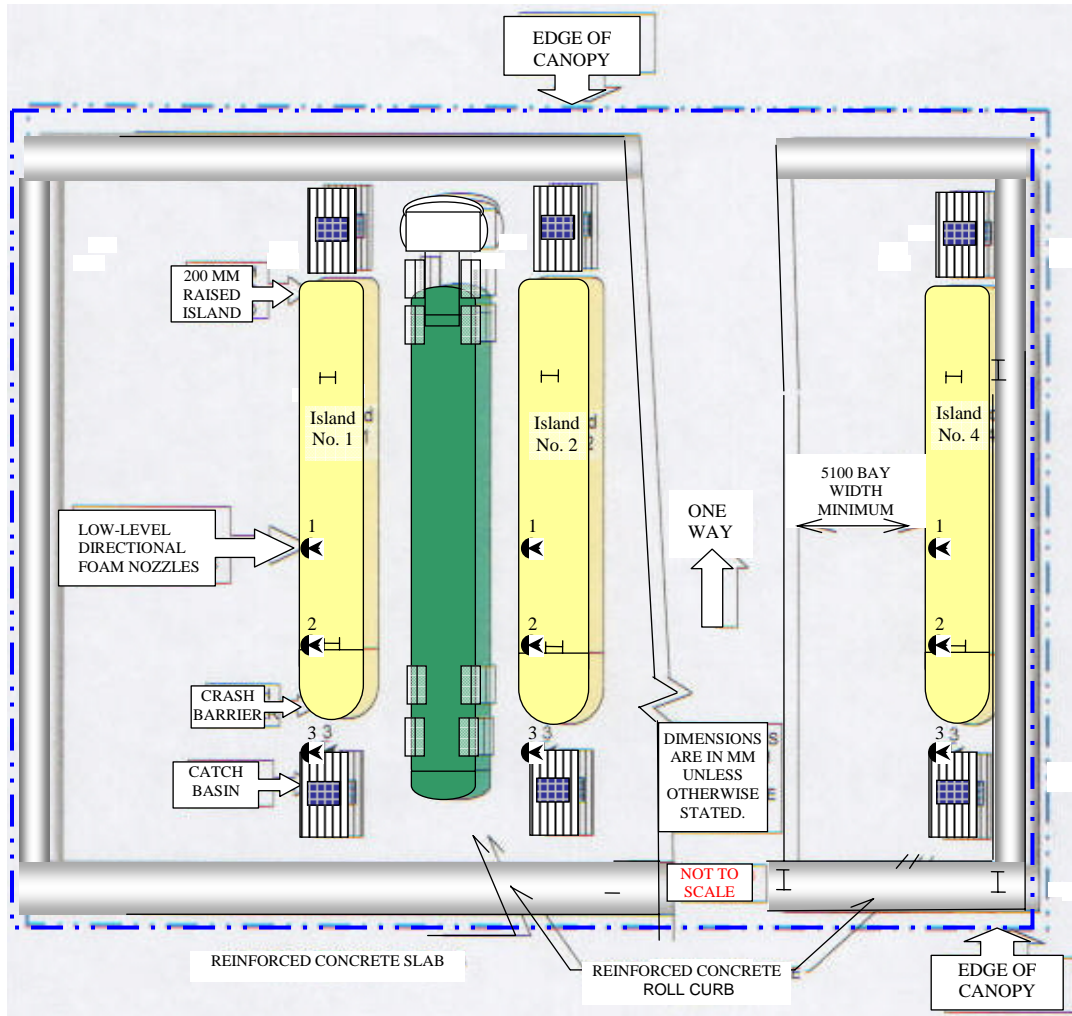 EDGE OF
CANOPY
200 MM
RAISED
ISLAND
Island
No. 1
Island
No. 2
Island
No. 4
5100 BAY
WIDTH
MINIMUM
ONE
WAY
LOW-LEVEL
DIRECTIONAL
FOAM NOZZLES
1
1
1
2
2
2
CRASH
BARRIER
3
3
3
CATCH
BASIN
DIMENSIONS
ARE IN MM
UNLESS
OTHERWISE
STATED.
NOT TO
SCALE
REINFORCED CONCRETE SLAB
REINFORCED CONCRETE
ROLL CURB
EDGE OF
CANOPY